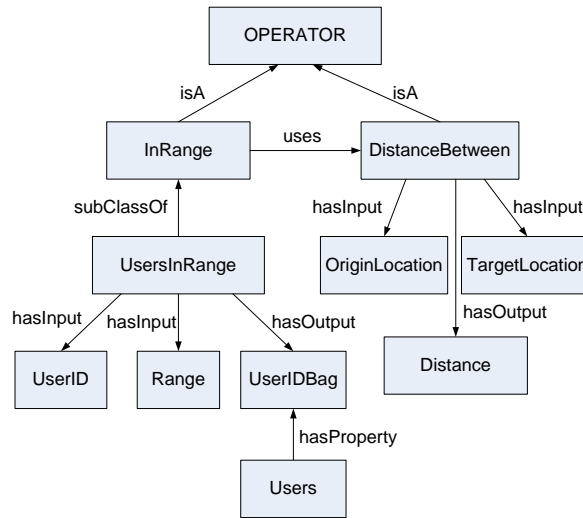 OPERATOR
isA
isA
InRange
uses
DistanceBetween
subClassOf
hasInput
hasInput
UsersInRange
OriginLocation
TargetLocation
hasInput
hasInput
hasOutput
hasOutput
UserID
Range
UserIDBag
Distance
hasProperty
Users